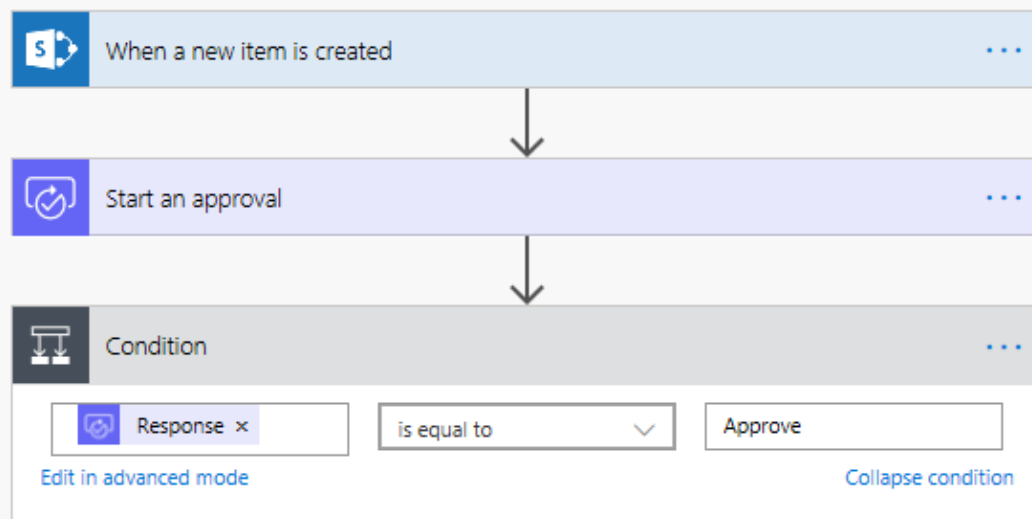 S
When a new item is created
Start an approval
Condition
Response × is equal to Approve
Edit in advanced mode Collapse condition